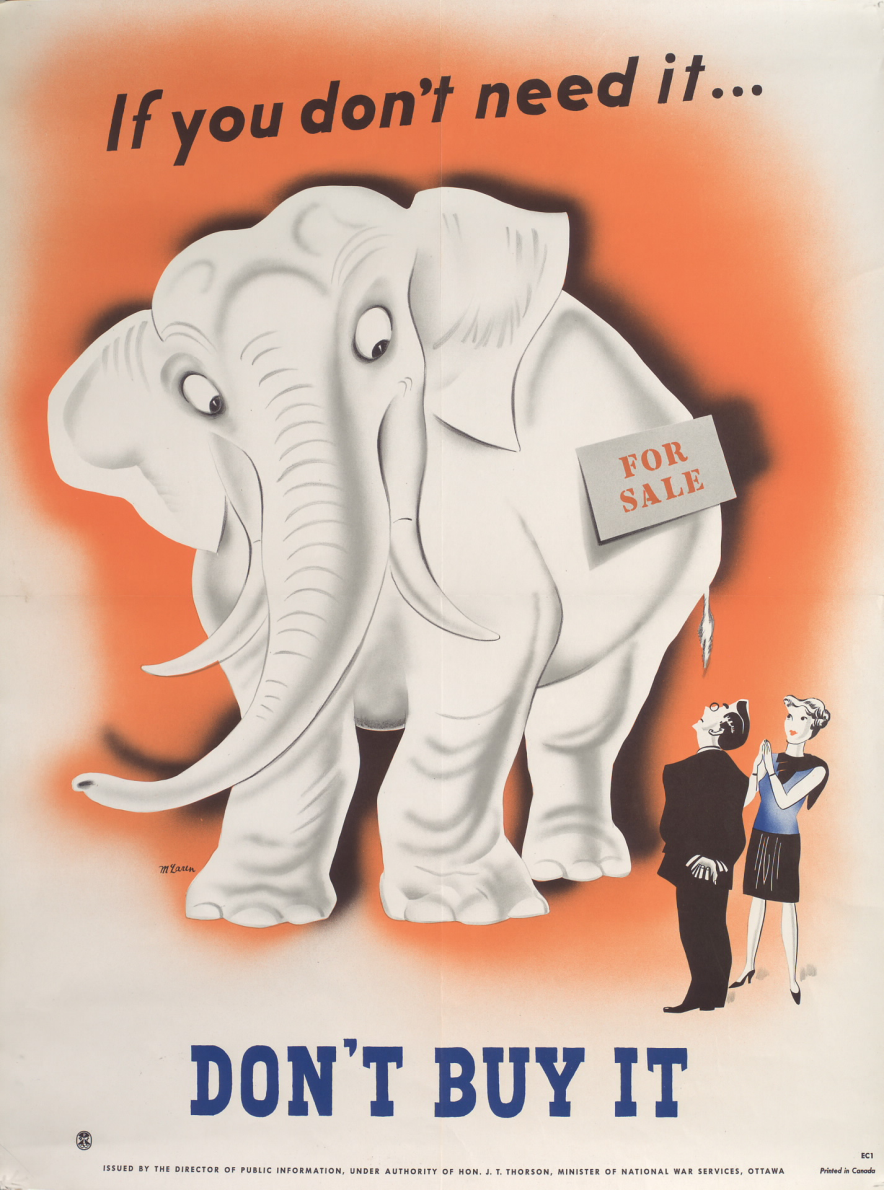 If you don't need it...
FOR
SALE
McLaren
DON'T BUY IT
EC1
ISSUED BY THE DIRECTOR OF PUBLIC INFORMATION, UNDER AUTHORITY OF HON. J. T. THORSON, MINISTER OF NATIONAL WAR SERVICES, OTTAWA
Printed in Canada